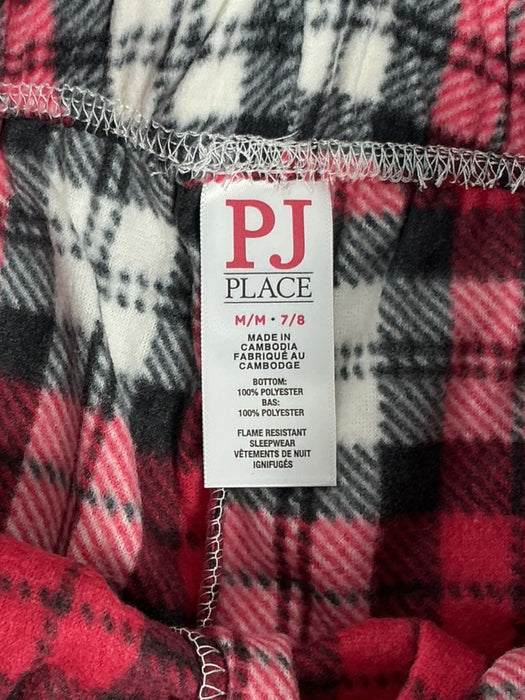 PJ
PLACE
M/M • 7/8
MADE IN
CAMBODIA
FABRIQUÉ AU
CAMBODGE
BOTTOM:
100% POLYESTER
BAS:
100% POLYESTER
FLAME RESISTANT
SLEEPWEAR
VÊTEMENTS DE NUIT
IGNIFUGÉS